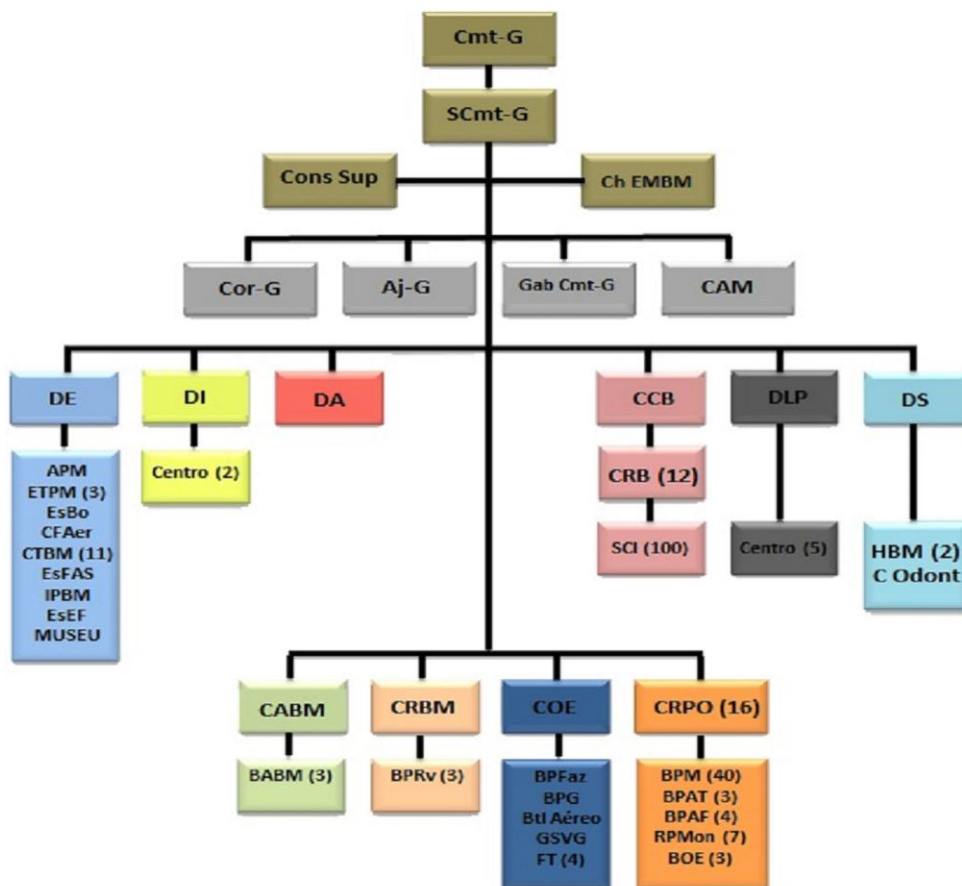 Cmt-G
SCmt-G
Cons Sup
Ch EMBM
Cor-G
Aj-G
Gab Cmt-G
CAM
DE
DI
DA
CCB
DLP
DS
APM
ETPM (3)
EsBo
CFAer
CTBM (11)
EsFAS
IPBM
EsEF
MUSEU
Centro (2)
CRB (12)
SCI (100)
Centro (5)
HBM (2)
C Odont
CABM
CRBM
COE
CRPO (16)
BABM (3)
BPRv (3)
BPFaz
BPG
Btl Aéreo
GSVG
FT (4)
BPM (40)
BPAT (3)
BPAF (4)
RPMon (7)
BOE (3)